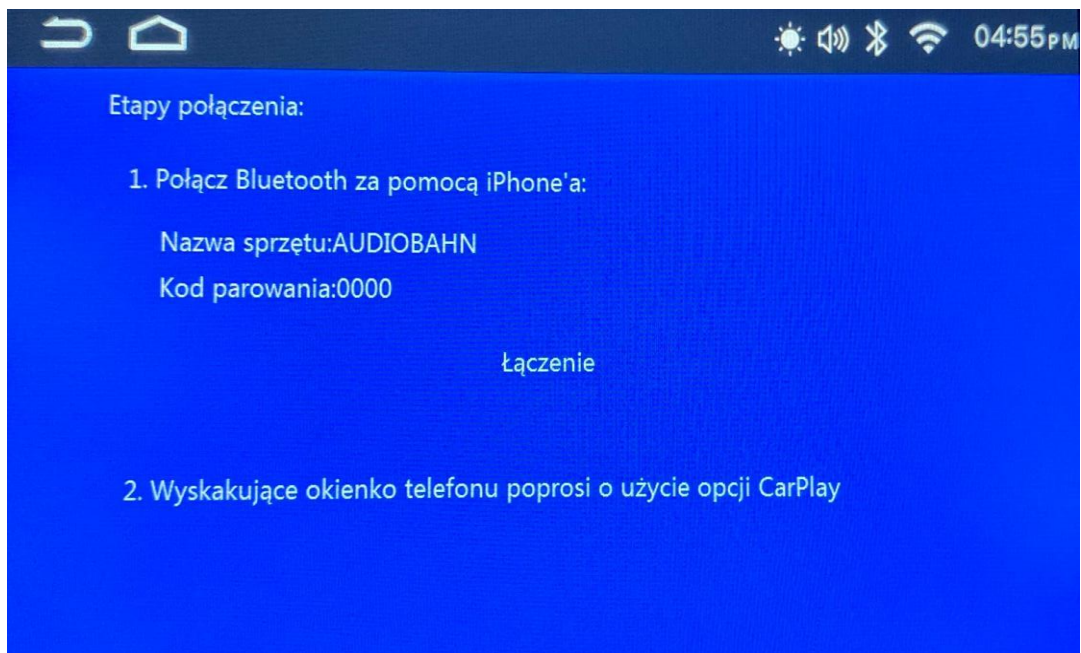 04:55PM
Etapy połączenia:
1. Połącz Bluetooth za pomocą iPhone'a:
Nazwa sprzętu:AUDIOBAHN
Kod parowania:0000
Łączenie
2. Wyskakujące okienko telefonu poprosi o użycie opcji CarPlay